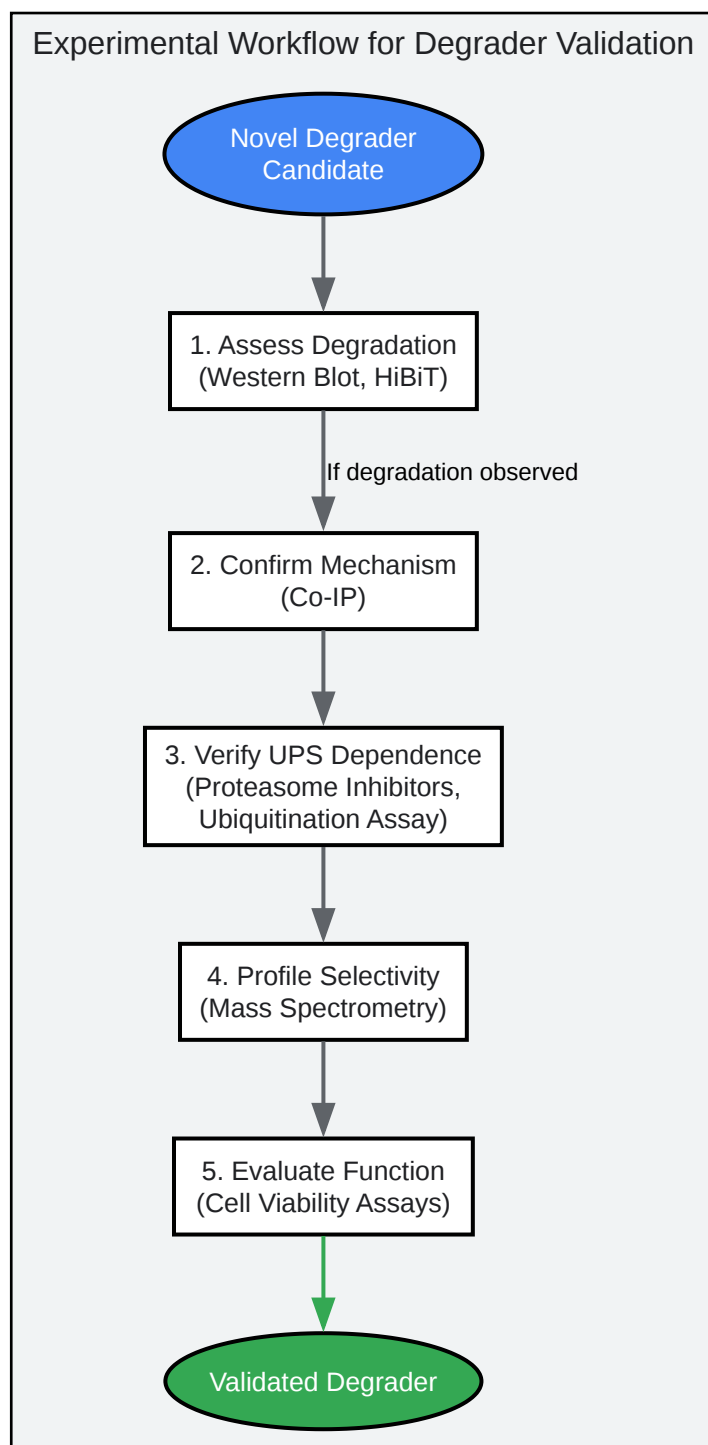 Experimental Workflow for Degrader Validation
Novel Degrader
Candidate
1. Assess Degradation
(Western Blot, HiBiT)
If degradation observed
2. Confirm Mechanism
(Co-IP)
3. Verify UPS Dependence
(Proteasome Inhibitors,
Ubiquitination Assay)
4. Profile Selectivity
(Mass Spectrometry)
5. Evaluate Function
(Cell Viability Assays)
Validated Degrader